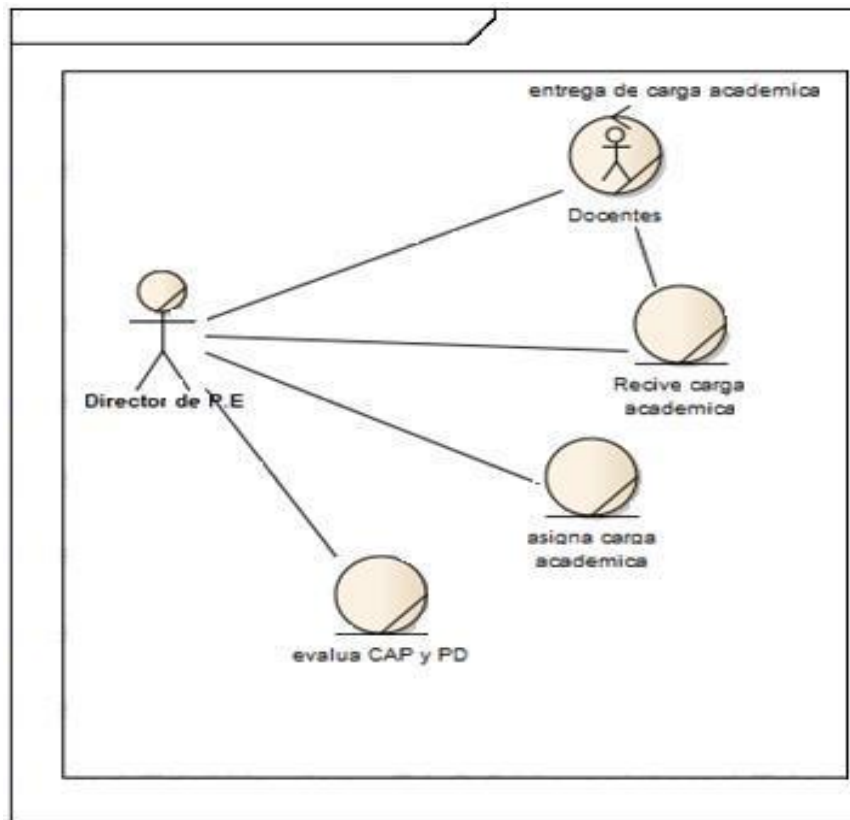 entrega de carga academica
Docentes
Recive carga
academica
Director de P.E
asigna carga
academica
evalua CAP y PD